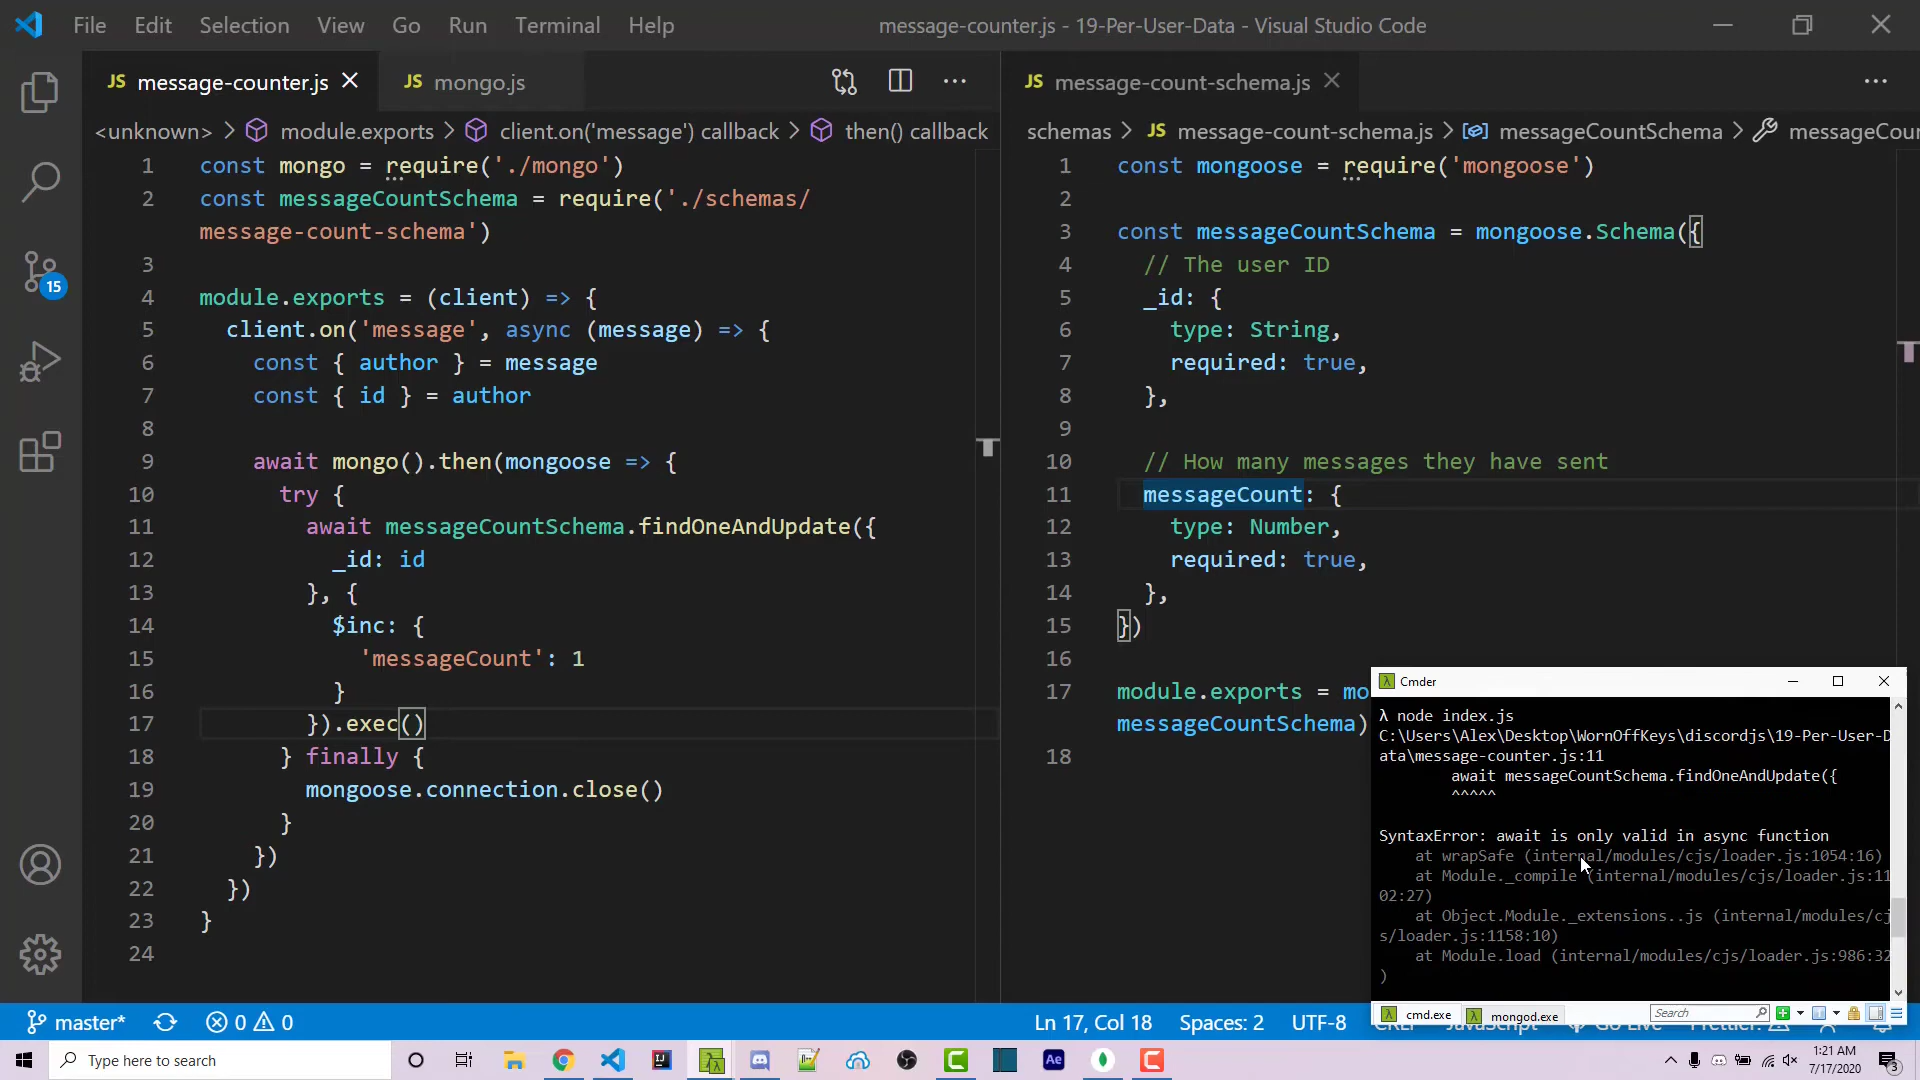 File Edit Selection View Go Run Terminal Help message-counter.js - 19-Per-User-Data - Visual Studio Code
JS message-counter.js JS mongo.js
<unknown> > module.exports > client.on('message') callback > then() callback
1 const mongo = require('./mongo')
2 const messageCountSchema = require('./schemas/
message-count-schema')
3
4 module.exports = (client) => {
5 client.on('message', async (message) => {
6 const { author } = message
7 const { id } = author
8
9 await mongo().then(mongoose => {
10 try {
11 await messageCountSchema.findOneAndUpdate({
12 _id: id
13 }, {
14 $inc: {
15 'messageCount': 1
16 }
17 }).exec()
18 } finally {
19 mongoose.connection.close()
20 }
21 })
22 })
23 }
24
JS message-count-schema.js
schemas > JS message-count-schema.js > messageCountSchema > messageCou
1 const mongoose = require('mongoose')
2
3 const messageCountSchema = mongoose.Schema({
4 // The user ID
5 _id: {
6 type: String,
7 required: true,
8 },
9
10 // How many messages they have sent
11 messageCount: {
12 type: Number,
13 required: true,
14 },
15 })
16
17 module.exports = mo
messageCountSchema)
18
Cmder
λ node index.js
C:\Users\Alex\Desktop\WornOffKeys\discordjs\19-Per-User-D
ata\message-counter.js:11
await messageCountSchema.findOneAndUpdate({
^^^^^
SyntaxError: await is only valid in async function
at wrapSafe (internal/modules/cjs/loader.js:1054:16)
at Module._compile (internal/modules/cjs/loader.js:11
02:27)
at Object.Module._extensions..js (internal/modules/cj
s/loader.js:1158:10)
at Module.load (internal/modules/cjs/loader.js:986:32
)
cmd.exe mongod.exe Search
15
master* 0 0 Ln 17, Col 18 Spaces: 2 UTF-8 CRLF JavaScript Go Live Prettier:
Type here to search
Ae
1:21 AM
7/17/2020
3